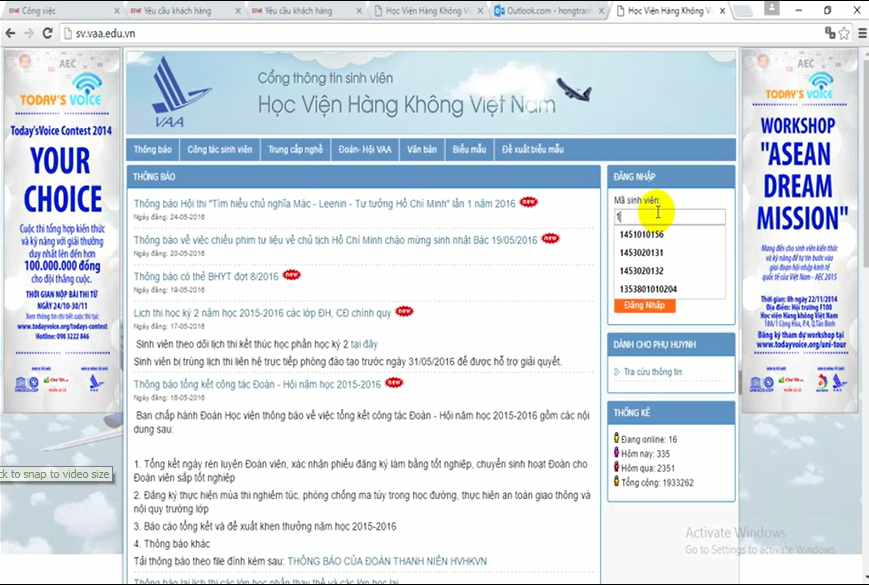 Công việc
Yêu cầu khách hàng
Yêu cầu khách hàng
Học Viện Hàng Không Vi
Outlook.com - hongtran
Học Viện Hàng Không Vi
sv.vaa.edu.vn
AEC
TODAY'S VOICE
Today'sVoice Contest 2014
YOUR
CHOICE
Cuộc thi tổng hợp kiến thức
và kỹ năng với giải thưởng
duy nhất lên đến hơn
100.000.000 đồng
cho đội thắng cuộc.
THỜI GIAN NỘP BÀI THI TỪ
NGÀY 24/10-30/11
Xem thông tin chi tiết cuộc thi tại:
www.todaysvoice.org/todays-contest
Hotline: 098 3222 846
VAA
Cổng thông tin sinh viên
Học Viện Hàng Không Việt Nam
Thông báo
Công tác sinh viên
Trung cấp nghề
Đoàn- Hội VAA
Văn bản
Biểu mẫu
Đề xuất biểu mẫu
THÔNG BÁO
Thông báo Hội thi "Tìm hiểu chủ nghĩa Mác - Leenin - Tư tưởng Hồ Chí Minh" lần 1 năm 2016 new
Ngày đăng: 24-05-2016
Thông báo về việc chiếu phim tư liệu về chủ tịch Hồ Chí Minh chào mừng sinh nhật Bác 19/05/2016 new
Ngày đăng: 20-05-2016
Thông báo có thẻ BHYT đợt 8/2016 new
Ngày đăng: 19-05-2016
Lịch thi học kỳ 2 năm học 2015-2016 các lớp ĐH, CĐ chính quy new
Ngày đăng: 17-05-2016
Sinh viên theo dõi lịch thi kết thúc học phần học kỳ 2 tại đây
Sinh viên bị trùng lịch thi liên hệ trực tiếp phòng đào tạo trước ngày 31/05/2016 để được hỗ trợ giải quyết.
Thông báo tổng kết công tác Đoàn - Hội năm học 2015-2016 new
Ngày đăng: 16-05-2016
Ban chấp hành Đoàn Học viện thông báo về việc tổng kết công tác Đoàn - Hội năm học 2015-2016 gồm các nội
dung sau:
1. Tổng kết ngày rèn luyện Đoàn viên, xác nhận phiếu đăng ký làm bằng tốt nghiệp, chuyển sinh hoạt Đoàn cho
Đoàn viên sắp tốt nghiệp
2. Đăng ký thực hiện mùa thi nghiêm túc, phòng chống ma túy trong học đường, thực hiện an toàn giao thông và
nội quy trường lớp
3. Báo cáo tổng kết và đề xuất khen thưởng năm học 2015-2016
4. Thông báo khác
Tải thông báo theo file đính kèm sau: THÔNG BÁO CỦA ĐOÀN THANH NIÊN HVHKVN
Thông báo lại lịch thi các lớp học phần thay thế và các lớp học lại
ĐĂNG NHẬP
Mã sinh viên:
1
1451010156
1453020131
1453020132
1353801010204
Đăng Nhập
DÀNH CHO PHỤ HUYNH
Tra cứu thông tin
THỐNG KÊ
Đang online: 16
Hôm nay: 335
Hôm qua: 2351
Tổng cộng: 1933262
AEC
TODAY'S VOICE
WORKSHOP
"ASEAN
DREAM
MISSION"
Mang đến cho sinh viên kiến thức
và kỹ năng để tự tin bước vào
giai đoạn hội nhập kinh tế
quốc tế của Việt Nam - AEC 2015
Thời gian: 8h ngày 22/11/2014
Địa điểm: Hội trường F100
Học viện Hàng không Việt Nam
18A/1 Cộng Hòa, P.4, Q.Tân Bình
Đăng ký tham dự workshop tại
www.todaysvoice.org/uni-tour
ck to snap to video size
Activate Windows
Go to Settings to activate Windows.